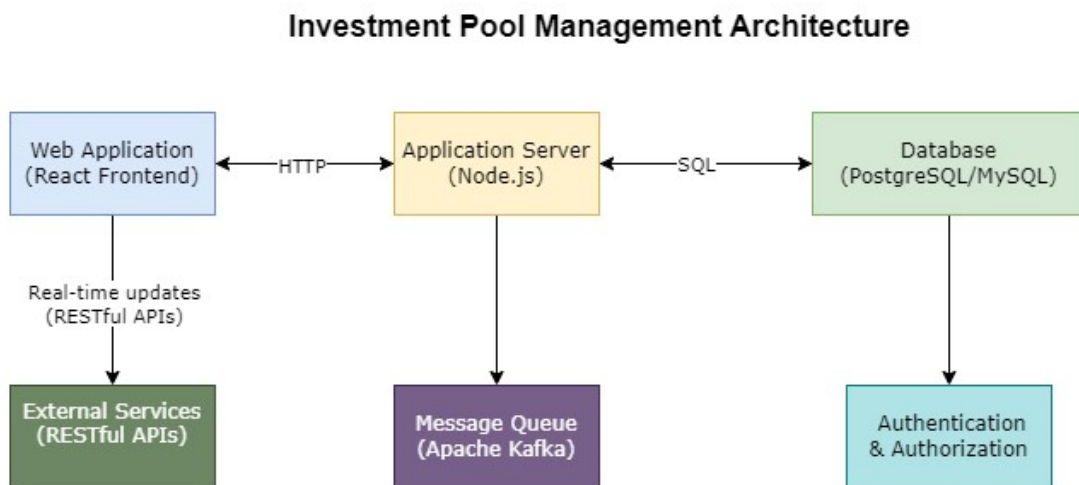 Investment Pool Management Architecture
Web Application
(React Frontend)
HTTP
Application Server
(Node.js)
SQL
Database
(PostgreSQL/MySQL)
Real-time updates
(RESTful APIs)
External Services
(RESTful APIs)
Message Queue
(Apache Kafka)
Authentication
& Authorization